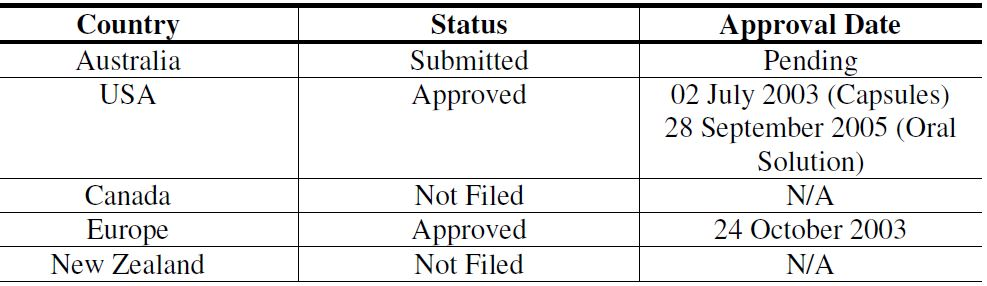 Country Status Approval Date
Australia Submitted Pending
USA Approved 02 July 2003 (Capsules)
28 September 2005 (Oral
Solution)
Canada Not Filed N/A
Europe Approved 24 October 2003
New Zealand Not Filed N/A